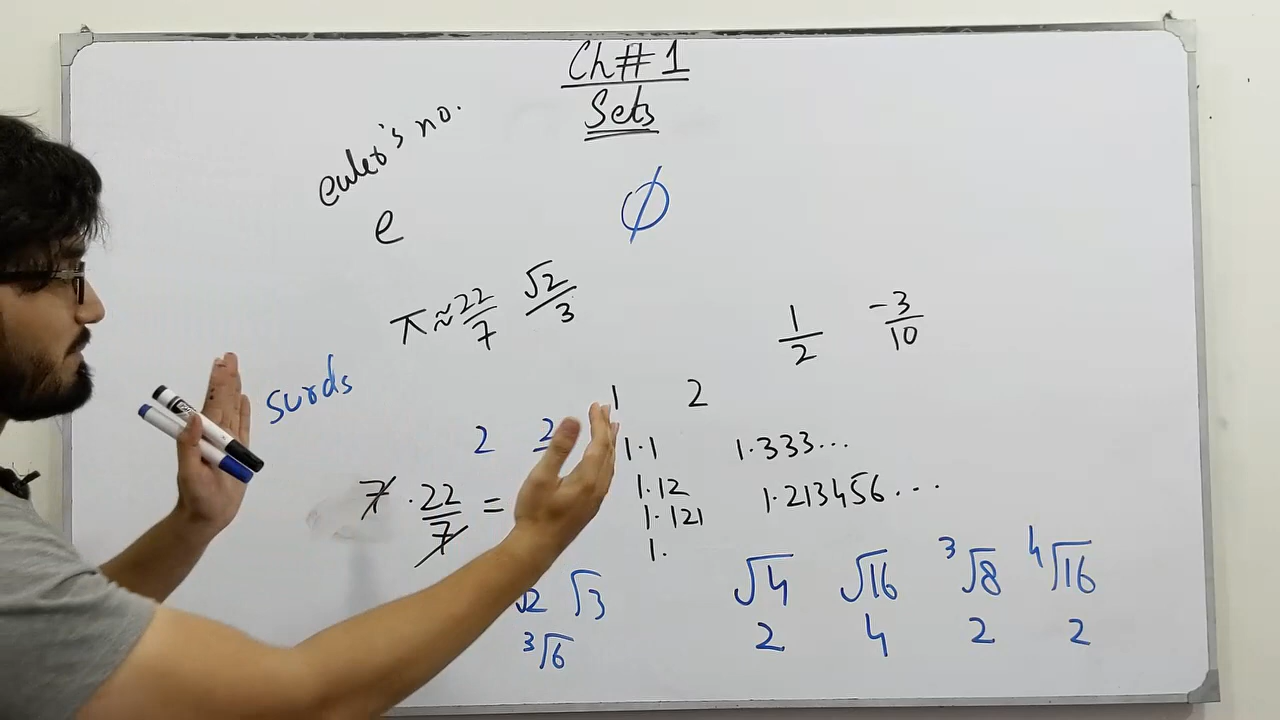 Ch#1
Sets
euler's no.
e
∅
π≈22/7 √2/3
1/2 -3/10
surds
1 2
2 2
1.1 1.333...
7.22/7 =
1.12 1.213456...
1.121
1.
√2 √3 √4 √16 ³√8 ⁴√16
³√6 2 4 2 2